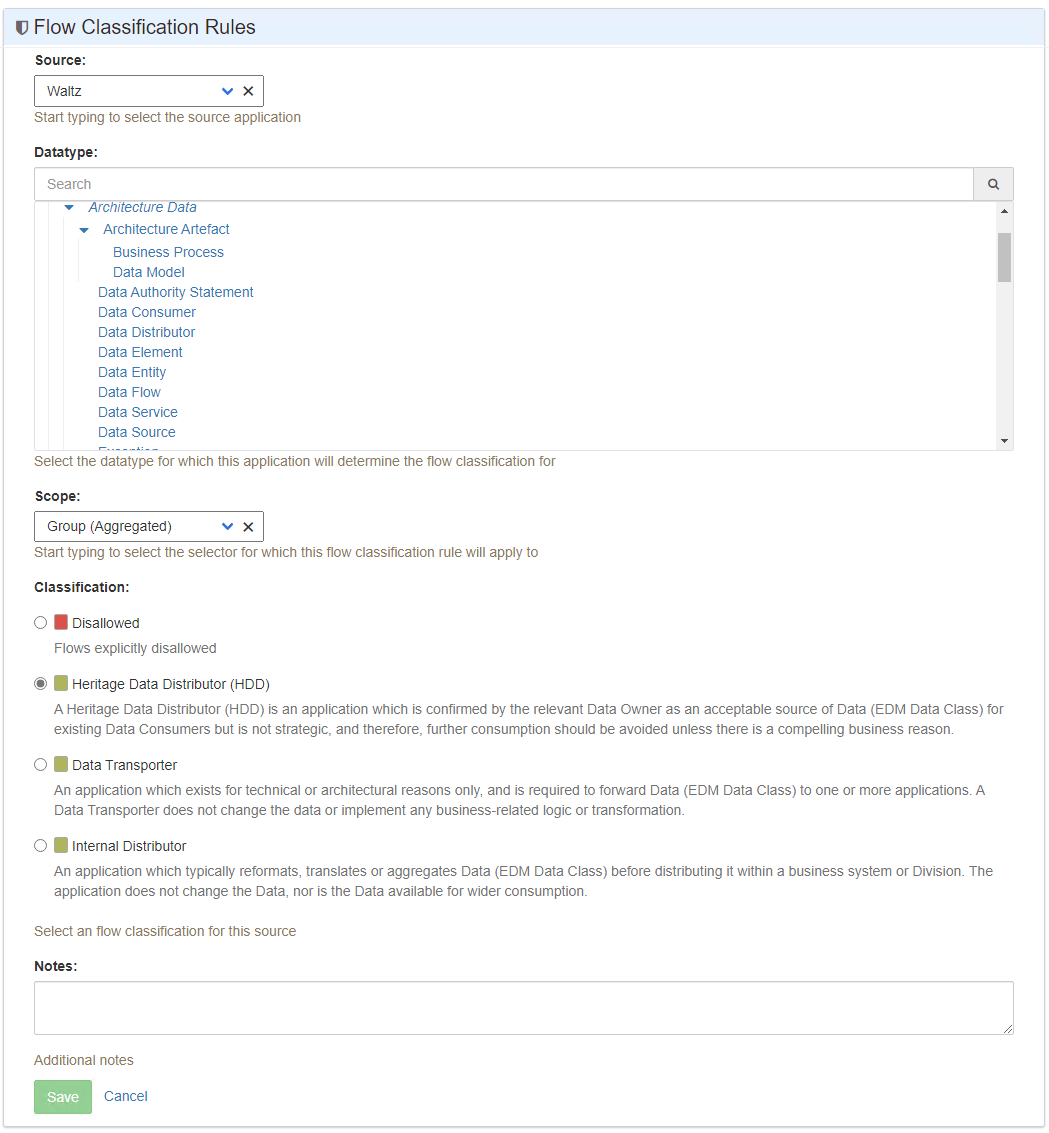 Flow Classification Rules
Source:
Waltz
Start typing to select the source application
Datatype:
Search
Architecture Data
Architecture Artefact
Business Process
Data Model
Data Authority Statement
Data Consumer
Data Distributor
Data Element
Data Entity
Data Flow
Data Service
Data Source
Select the datatype for which this application will determine the flow classification for
Scope:
Group (Aggregated)
Start typing to select the selector for which this flow classification rule will apply to
Classification:
Disallowed
Flows explicitly disallowed
Heritage Data Distributor (HDD)
A Heritage Data Distributor (HDD) is an application which is confirmed by the relevant Data Owner as an acceptable source of Data (EDM Data Class) for
existing Data Consumers but is not strategic, and therefore, further consumption should be avoided unless there is a compelling business reason.
Data Transporter
An application which exists for technical or architectural reasons only, and is required to forward Data (EDM Data Class) to one or more applications. A
Data Transporter does not change the data or implement any business-related logic or transformation.
Internal Distributor
An application which typically reformats, translates or aggregates Data (EDM Data Class) before distributing it within a business system or Division. The
application does not change the Data, nor is the Data available for wider consumption.
Select an flow classification for this source
Notes:
Additional notes
Save Cancel